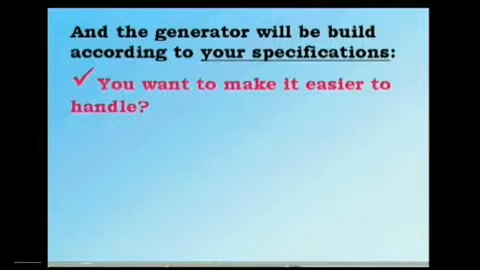 And the generator will be build
according to your specifications:
You want to make it easier to
handle?